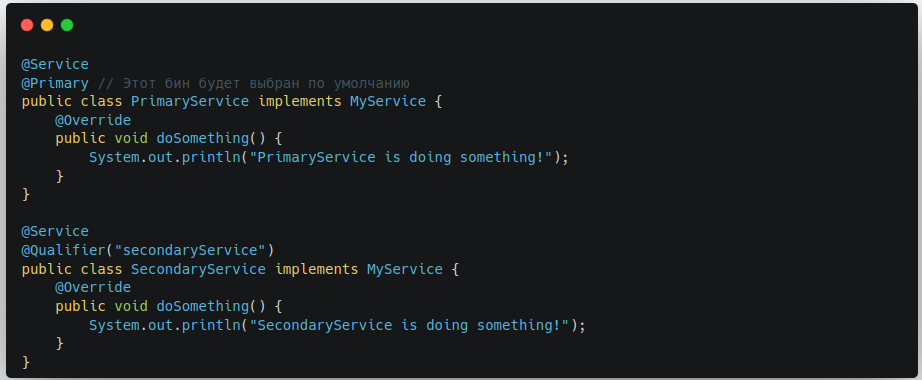 @Service
@Primary // Этот бин будет выбран по умолчанию
public class PrimaryService implements MyService {
    @Override
    public void doSomething() {
        System.out.println("PrimaryService is doing something!");
    }
}

@Service
@Qualifier("secondaryService")
public class SecondaryService implements MyService {
    @Override
    public void doSomething() {
        System.out.println("SecondaryService is doing something!");
    }
}